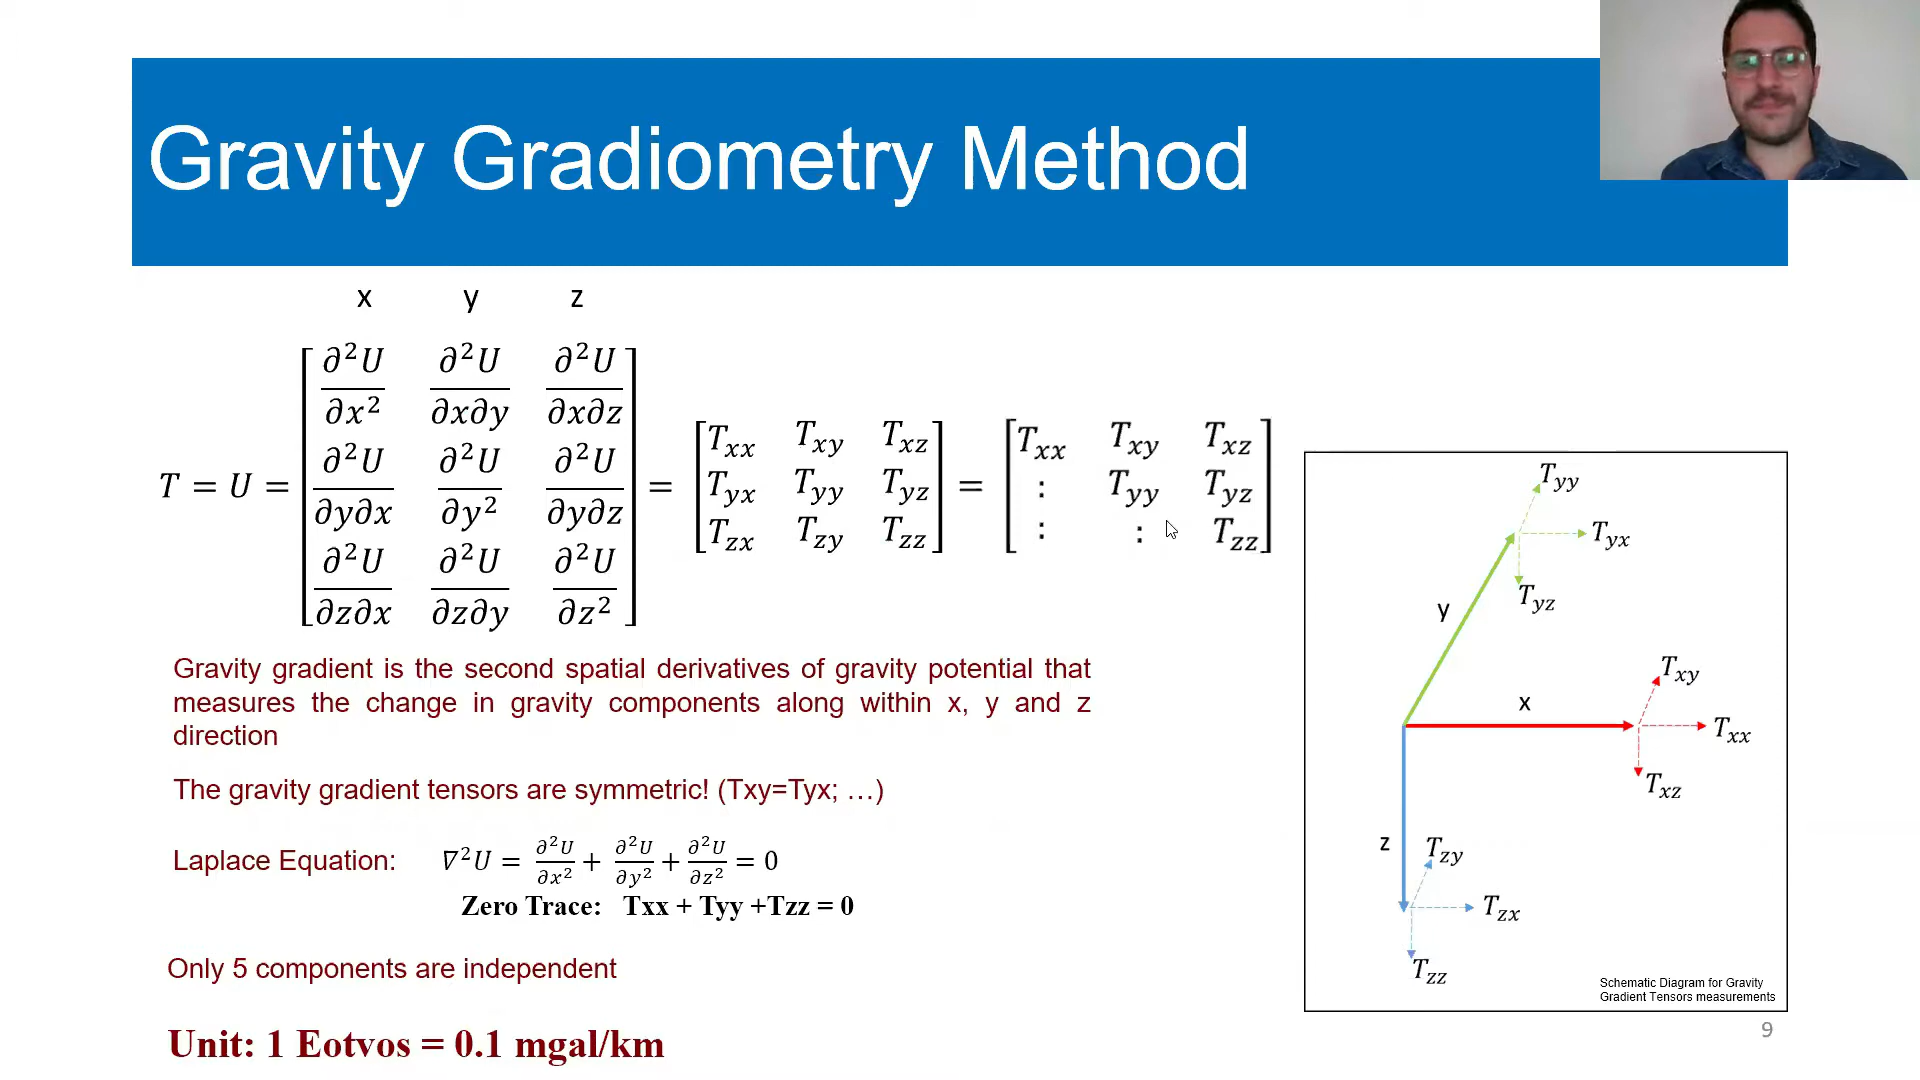 Gravity Gradiometry Method
x y z
T = U = [∂²U/∂x² ∂²U/∂x∂y ∂²U/∂x∂z
∂²U/∂y∂x ∂²U/∂y² ∂²U/∂y∂z
∂²U/∂z∂x ∂²U/∂z∂y ∂²U/∂z²]
= [Txx Txy Txz
Tyx Tyy Tyz
Tzx Tzy Tzz]
= [Txx Txy Txz
: Tyy Tyz
: : Tzz]
Gravity gradient is the second spatial derivatives of gravity potential that
measures the change in gravity components along within x, y and z
direction
The gravity gradient tensors are symmetric! (Txy=Tyx; …)
Laplace Equation: ∇²U = ∂²U/∂x² + ∂²U/∂y² + ∂²U/∂z² = 0
Zero Trace: Txx + Tyy +Tzz = 0
Only 5 components are independent
Unit: 1 Eotvos = 0.1 mgal/km
Tyy
Tyx
Tyz
y
Txy
x
Txx
Txz
z
Tzy
Tzx
Tzz
Schematic Diagram for Gravity
Gradient Tensors measurements
9